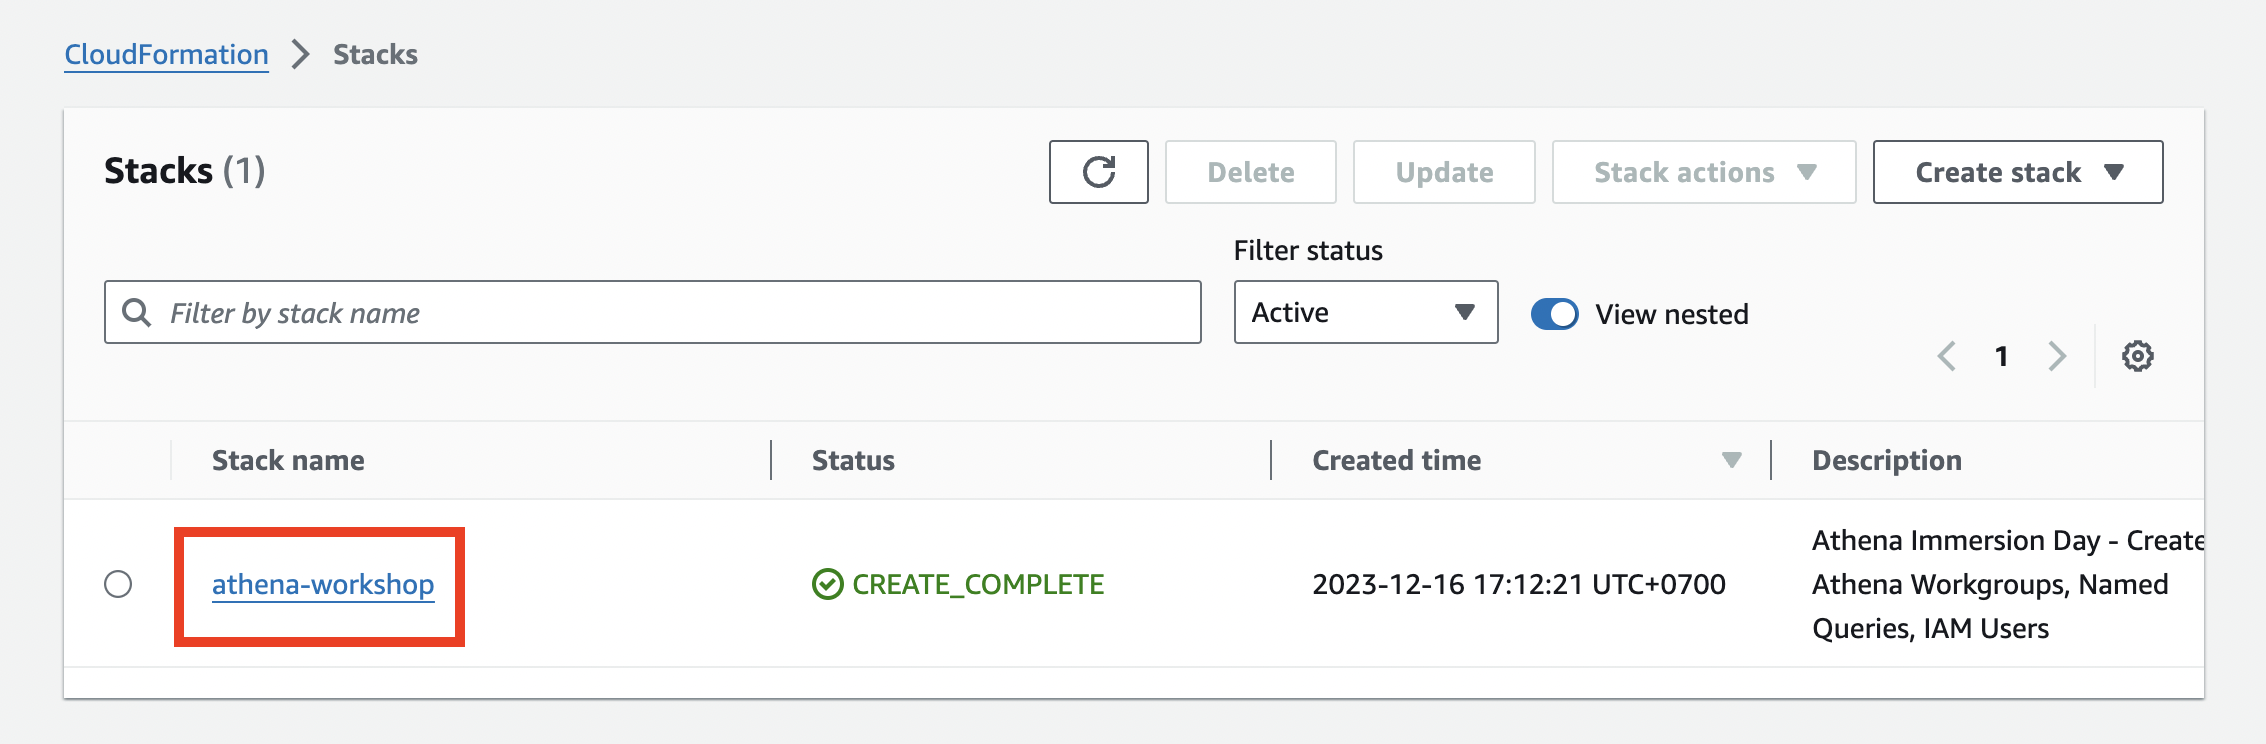 CloudFormation > Stacks
Stacks (1)
Delete
Update
Stack actions
Create stack
Filter status
Filter by stack name
Active
View nested
1
Stack name
Status
Created time
Description
athena-workshop
CREATE_COMPLETE
2023-12-16 17:12:21 UTC+0700
Athena Immersion Day - Create
Athena Workgroups, Named
Queries, IAM Users